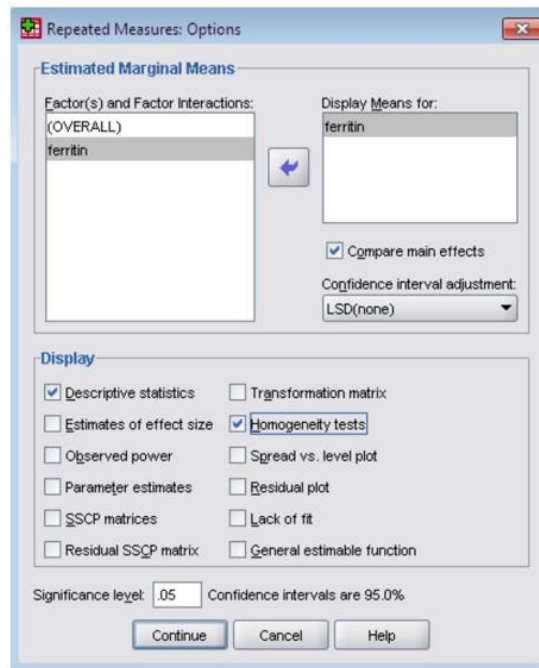 Repeated Measures: Options
Estimated Marginal Means
Factor(s) and Factor Interactions:
(OVERALL)
ferritin
Display Means for:
ferritin
Compare main effects
Confidence interval adjustment:
LSD(none)
Display
Descriptive statistics
Transformation matrix
Estimates of effect size
Homogeneity tests
Observed power
Spread vs. level plot
Parameter estimates
Residual plot
SSCP matrices
Lack of fit
Residual SSCP matrix
General estimable function
Significance level: .05 Confidence intervals are 95.0%
Continue
Cancel
Help